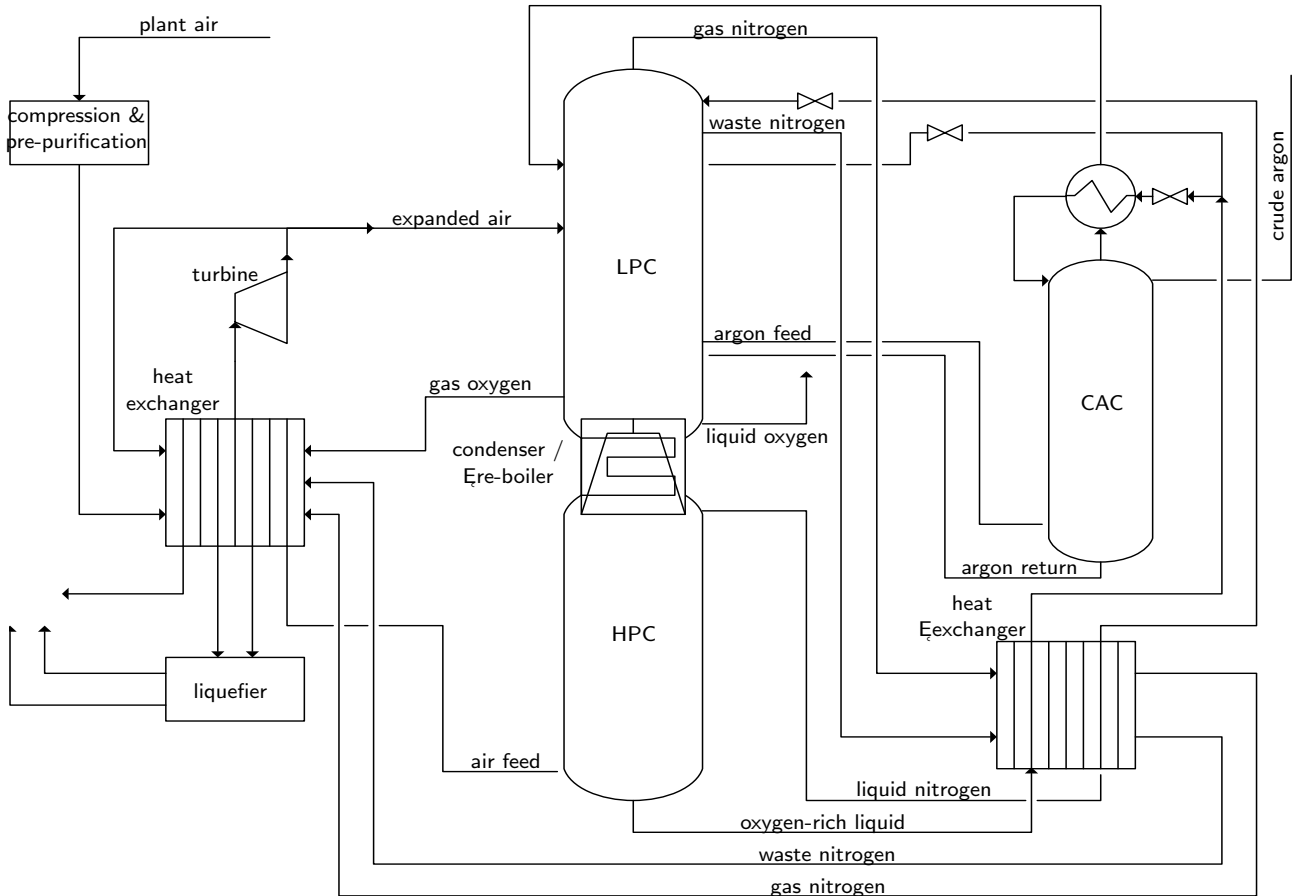 plant air
gas nitrogen
compression &
pre-purification
waste nitrogen
crude argon
expanded air
LPC
turbine
argon feed
heat
exchanger
gas oxygen
CAC
liquid oxygen
condenser /
Ęre-boiler
argon return
heat
Ęexchanger
HPC
liquefier
air feed
liquid nitrogen
oxygen-rich liquid
waste nitrogen
gas nitrogen